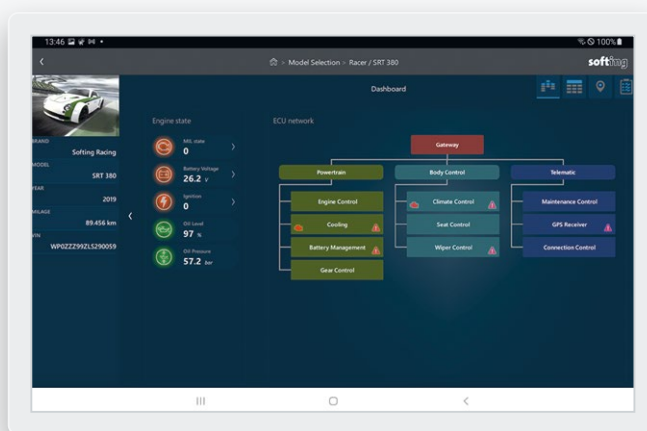 13:46
100%
Model Selection > Racer / SRT 380
softing
Dashboard
BRAND
Softing Racing
MODEL
SRT 380
YEAR
2019
MILAGE
89.456 km
VIN
WP0ZZZ99ZLS290059
Engine state
MIL state
0
Battery Voltage
26.2 v
Ignition
0
Oil Level
97 %
Oil Pressure
57.2 bar
ECU network
Gateway
Powertrain
Body Control
Telematic
Engine Control
Climate Control
Maintenance Control
Cooling
Seat Control
GPS Receiver
Battery Management
Wiper Control
Connection Control
Gear Control